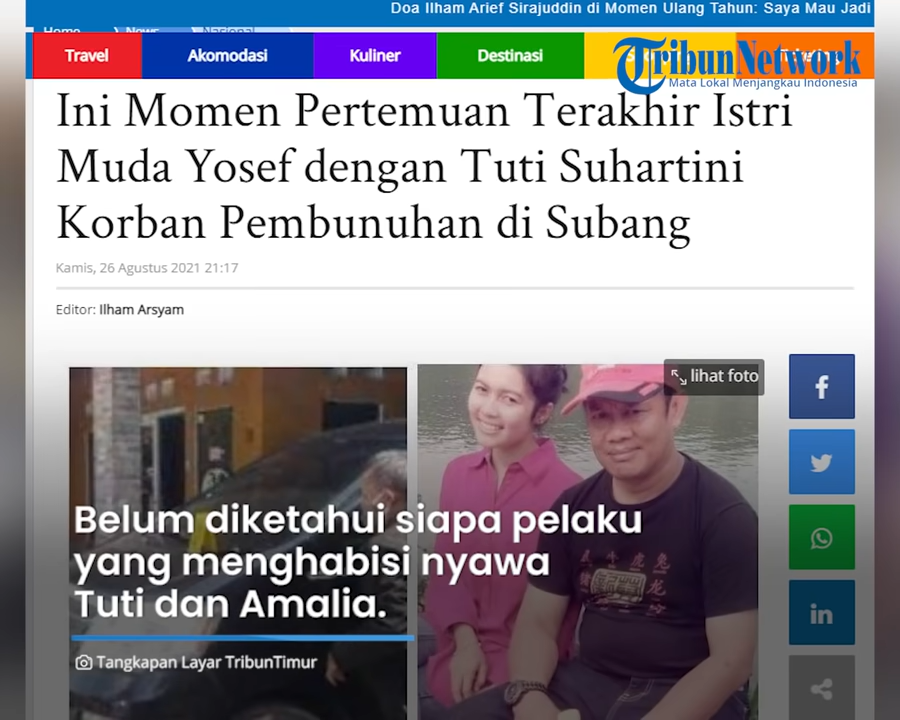 Doa Ilham Arief Sirajuddin di Momen Ulang Tahun: Saya Mau Jadi
Home News Nasional
Travel Akomodasi Kuliner Destinasi
TribunNetwork
Mata Lokal Menjangkau Indonesia
Ini Momen Pertemuan Terakhir Istri
Muda Yosef dengan Tuti Suhartini
Korban Pembunuhan di Subang
Kamis, 26 Agustus 2021 21:17
Editor: Ilham Arsyam
lihat foto
Belum diketahui siapa pelaku
yang menghabisi nyawa
Tuti dan Amalia.
Tangkapan Layar TribunTimur